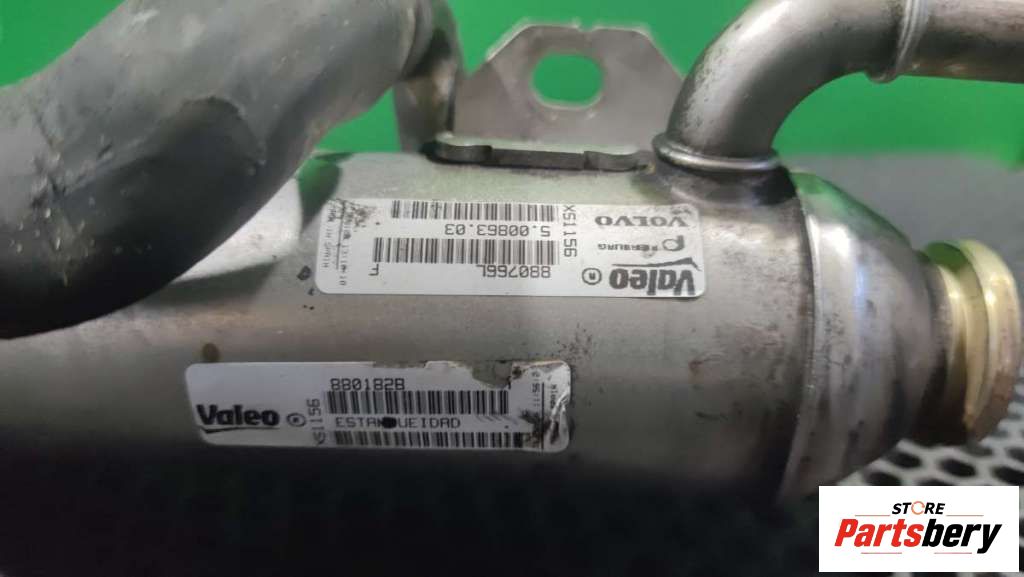 Valeo
880766L
F
PIERBURG
5.00863.03
VOLVO
XS1156
880182B
Valeo
XS1156
ESTANQUEIDAD
STORE
Partsbery